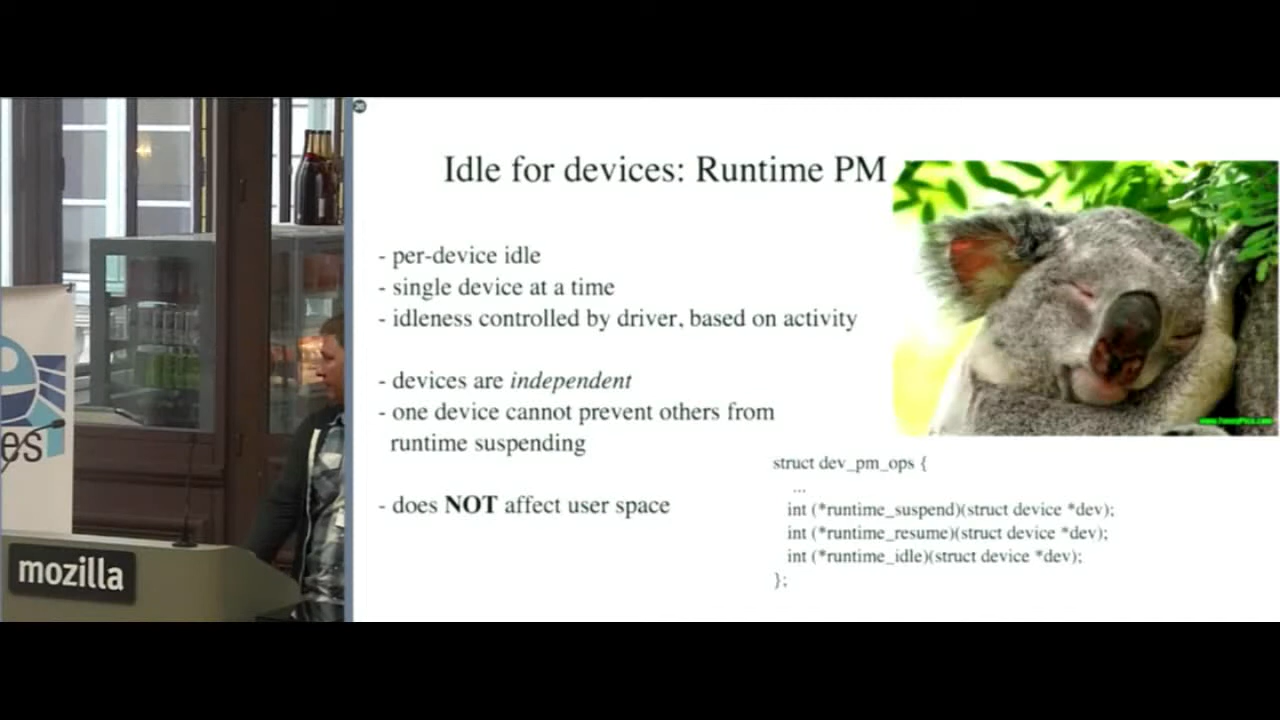 Idle for devices: Runtime PM
- per-device idle
- single device at a time
- idleness controlled by driver, based on activity
- devices are independent
- one device cannot prevent others from
runtime suspending
- does NOT affect user space
struct dev_pm_ops {
...
int (*runtime_suspend)(struct device *dev);
int (*runtime_resume)(struct device *dev);
int (*runtime_idle)(struct device *dev);
};
es
mozilla